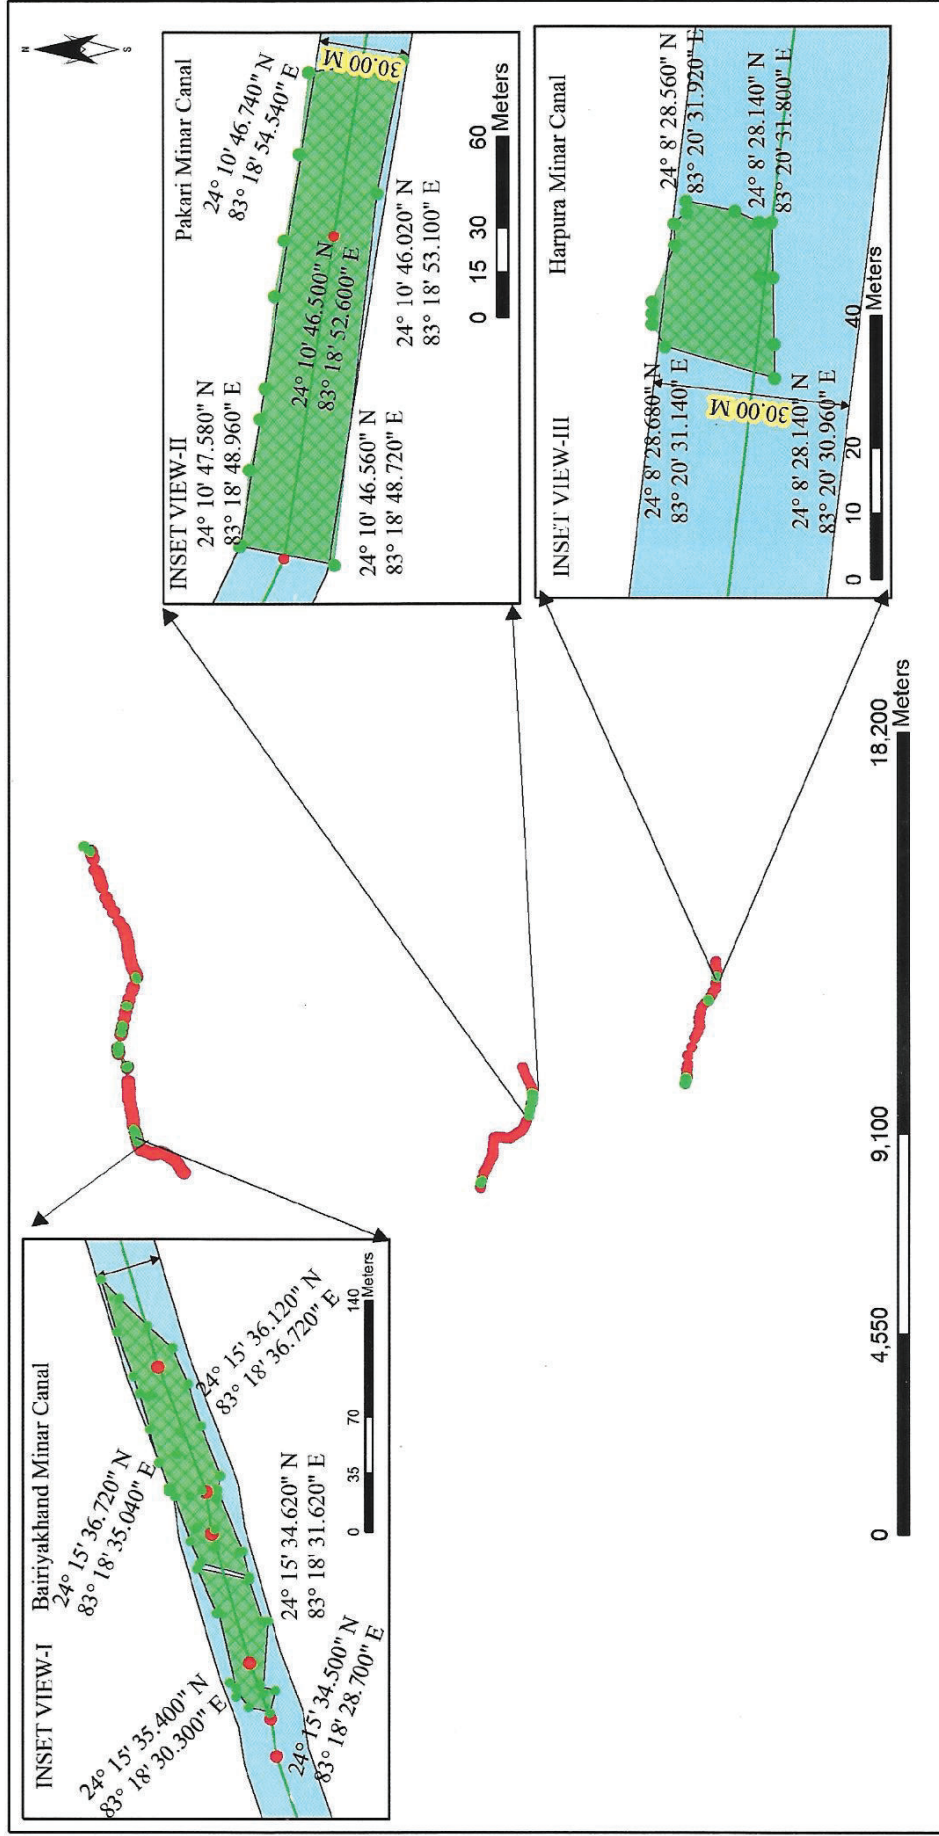 N
S
INSET VIEW-I
Bairiyakhand Minar Canal
24° 15' 36.720" N
83° 18' 35.040" E
24° 15' 35.400" N
83° 18' 30.300" E
24° 15' 36.120" N
83° 18' 36.720" E
24° 15' 34.620" N
83° 18' 31.620" E
24° 15' 34.500" N
83° 18' 28.700" E
0 35 70 140
Meters
INSET VIEW-II
Pakari Minar Canal
24° 10' 47.580" N
83° 18' 48.960" E
24° 10' 46.740" N
83° 18' 54.540" E
30.00 M
24° 10' 46.500" N
83° 18' 52.600" E
24° 10' 46.560" N
83° 18' 48.720" E
24° 10' 46.020" N
83° 18' 53.100" E
0 15 30 60
Meters
INSET VIEW-III
Harpura Minar Canal
24° 8' 28.560" N
83° 20' 31.920" E
24° 8' 28.680" N
83° 20' 31.140" E
30.00 M
24° 8' 28.140" N
83° 20' 31.800" E
24° 8' 28.140" N
83° 20' 30.960" E
0 10 20 40
Meters
0 4,550 9,100 18,200
Meters